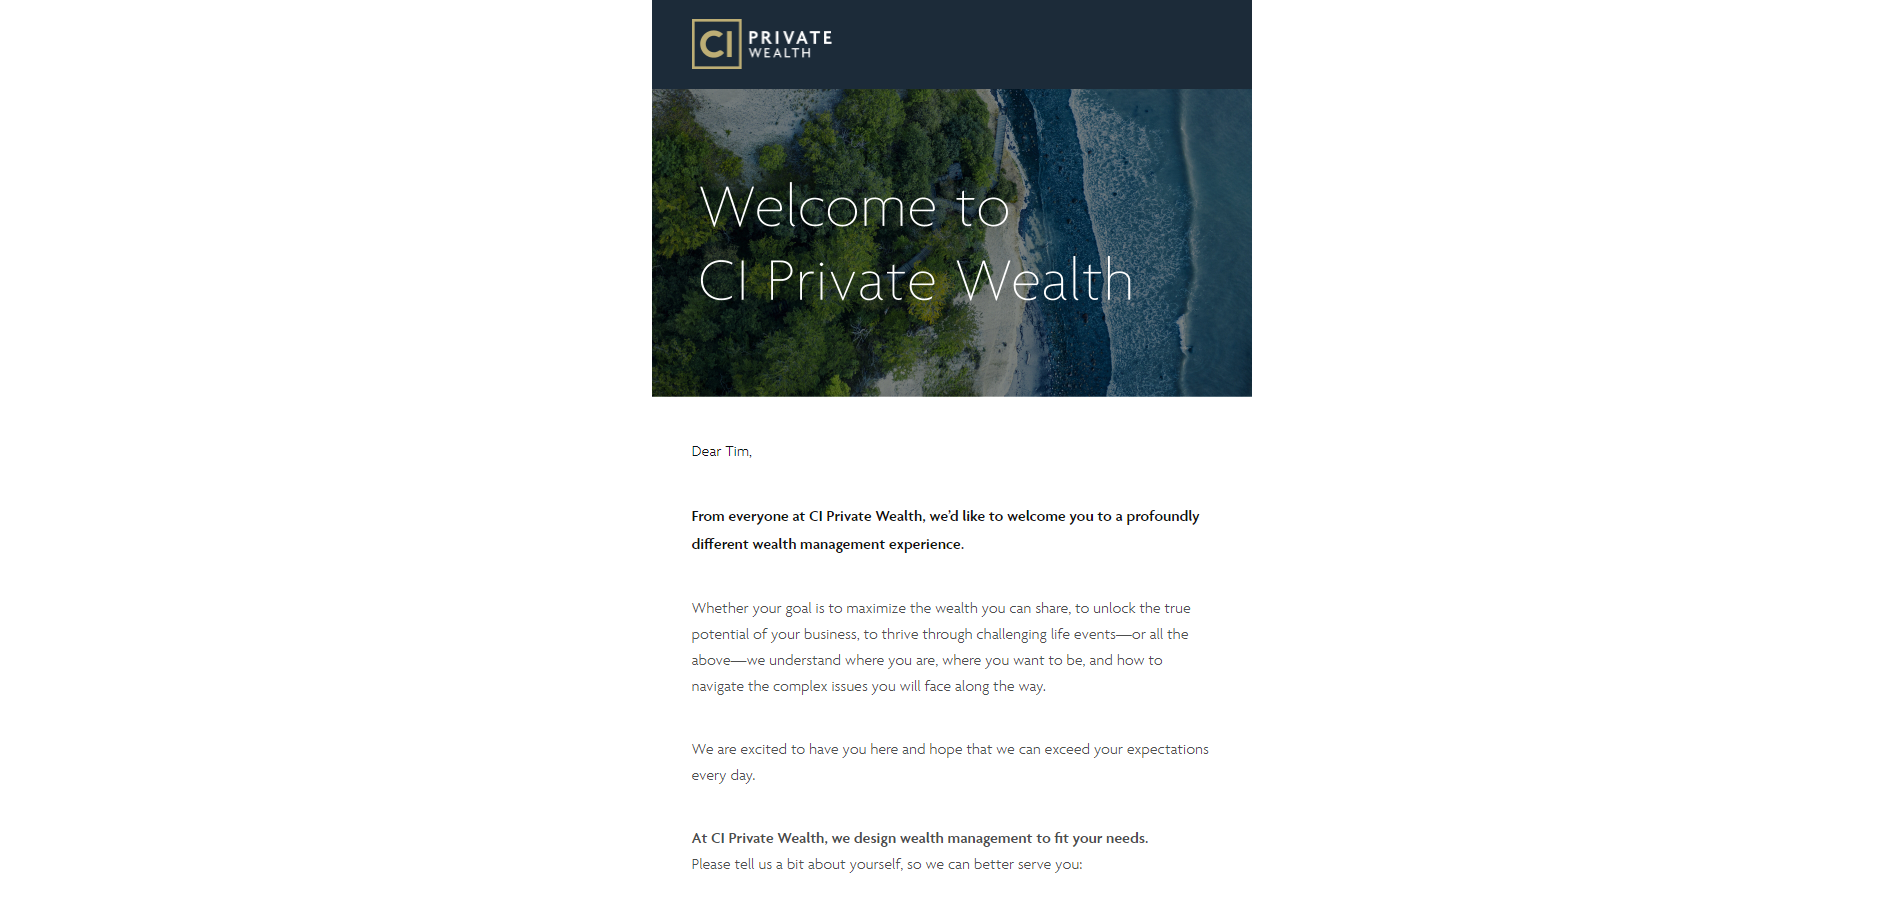 CI PRIVATE
WEALTH
Welcome to
CI Private Wealth
Dear Tim,
From everyone at CI Private Wealth, we’d like to welcome you to a profoundly
different wealth management experience.
Whether your goal is to maximize the wealth you can share, to unlock the true
potential of your business, to thrive through challenging life events—or all the
above—we understand where you are, where you want to be, and how to
navigate the complex issues you will face along the way.
We are excited to have you here and hope that we can exceed your expectations
every day.
At CI Private Wealth, we design wealth management to fit your needs.
Please tell us a bit about yourself, so we can better serve you: